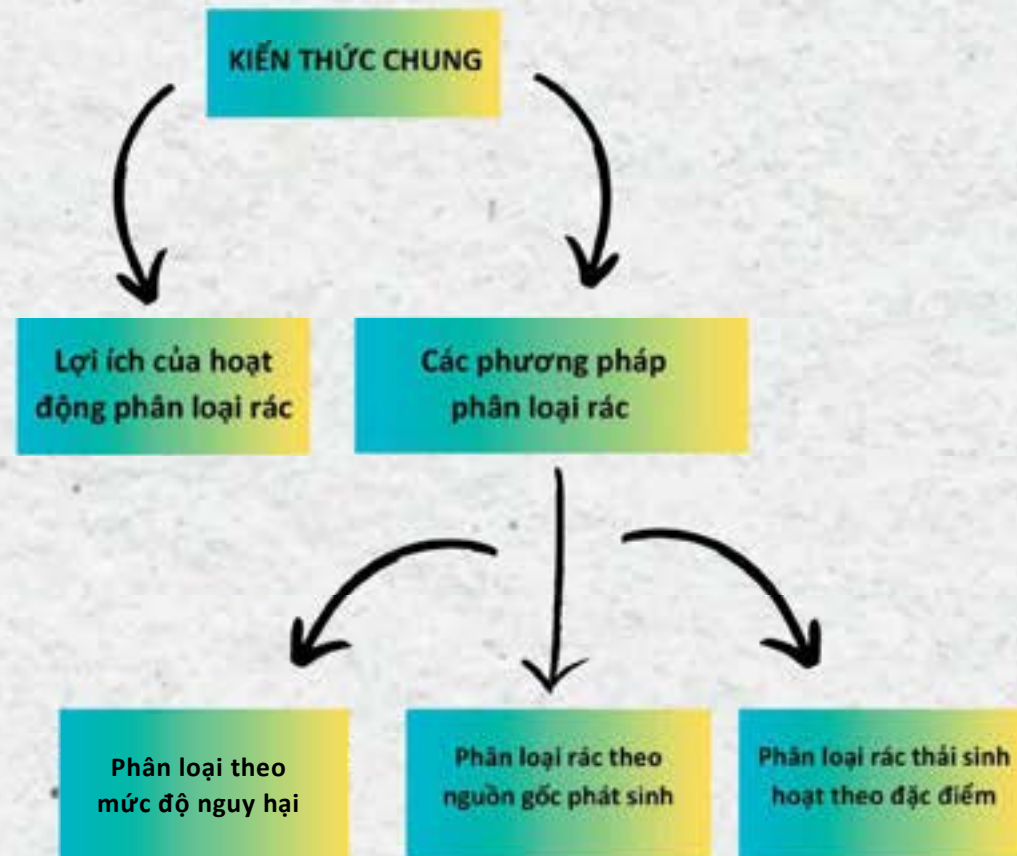 KIẾN THỨC CHUNG
Lợi ích của hoạt
động phân loại rác
Các phương pháp
phân loại rác
Phân loại theo
mức độ nguy hại
Phân loại rác theo
nguồn gốc phát sinh
Phân loại rác thải sinh
hoạt theo đặc điểm